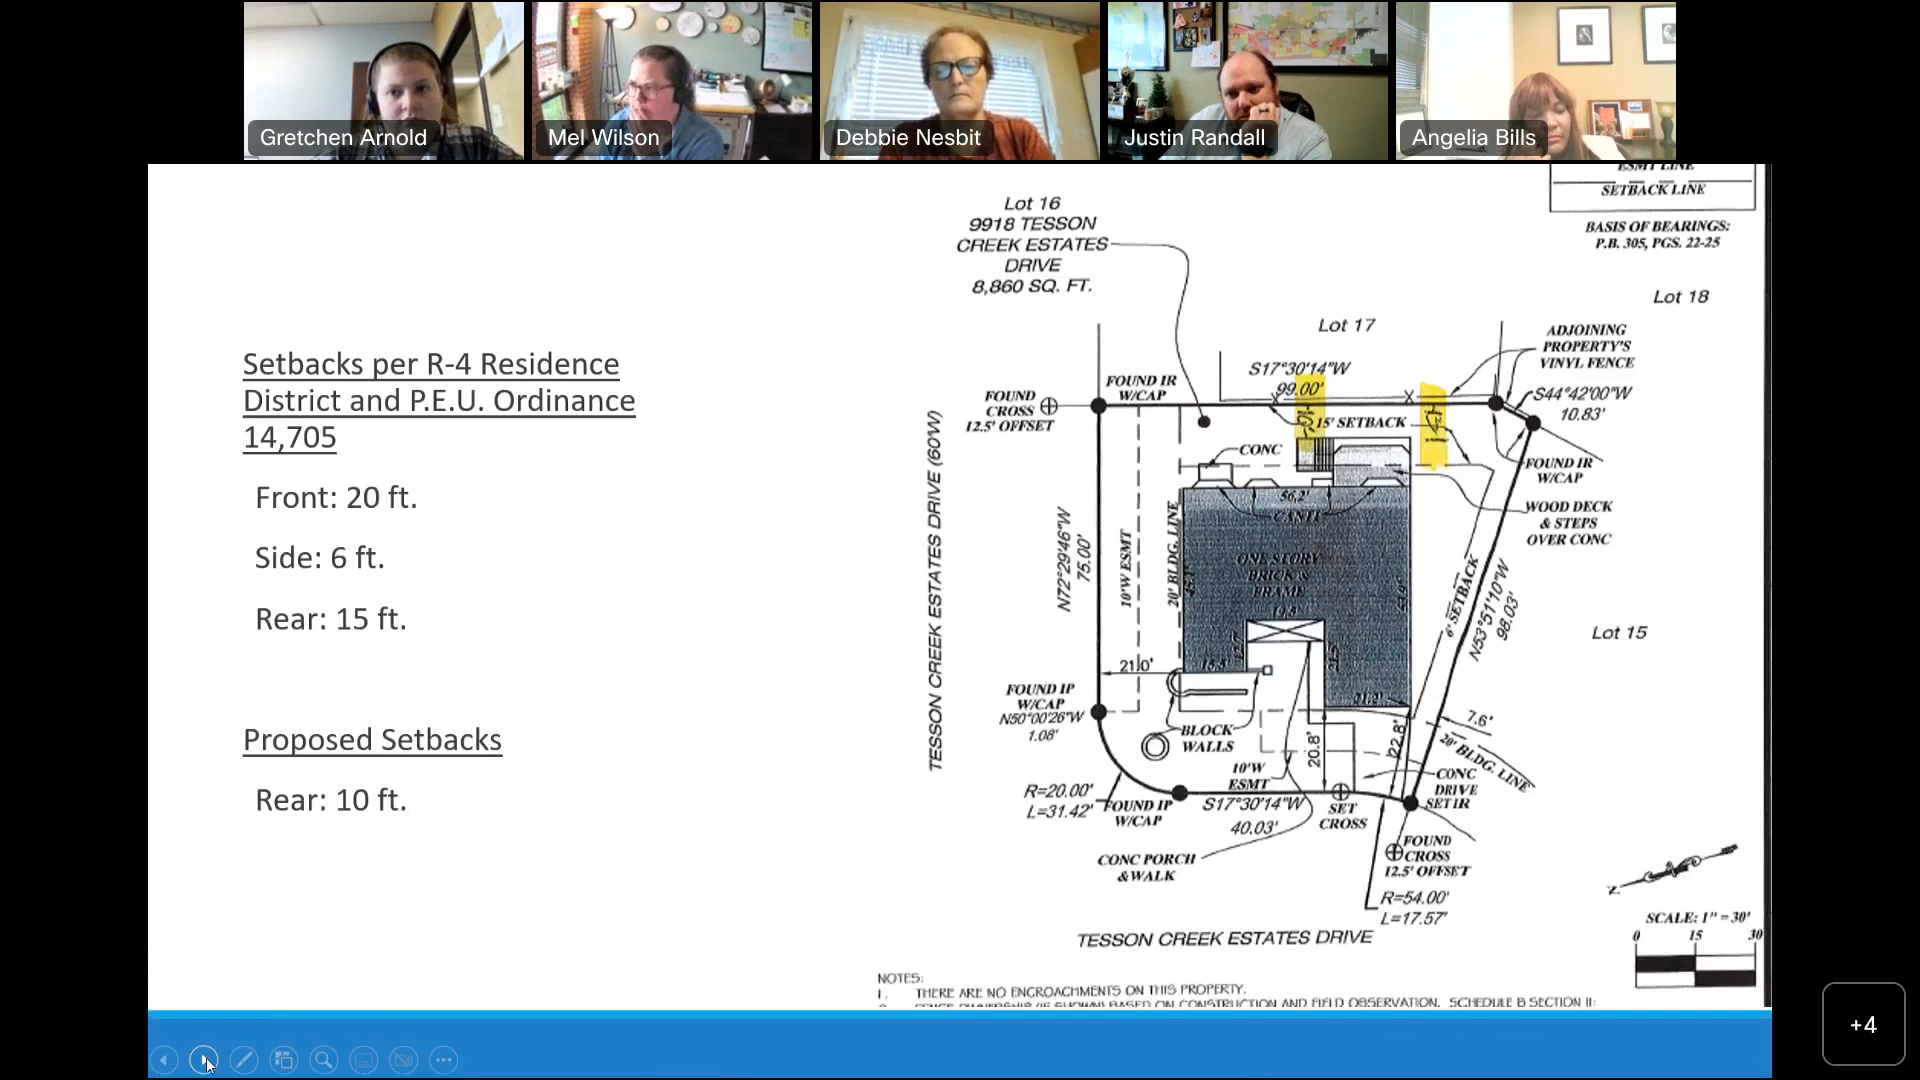 Gretchen Arnold
Mel Wilson
Debbie Nesbit
Justin Randall
Angelia Bills
Setbacks per R-4 Residence
District and P.E.U. Ordinance
14,705
Front: 20 ft.
Side: 6 ft.
Rear: 15 ft.
Proposed Setbacks
Rear: 10 ft.
ESMT LINE
SETBACK LINE
BASIS OF BEARINGS:
P.B. 305, PGS. 22-25
Lot 16
9918 TESSON
CREEK ESTATES
DRIVE
8,860 SQ. FT.
Lot 18
Lot 17
ADJOINING
PROPERTY'S
VINYL FENCE
S17°30'14"W
99.00'
FOUND IR
W/CAP
FOUND
CROSS
12.5' OFFSET
S44°42'00"W
10.83'
15' SETBACK
CONC
FOUND IR
W/CAP
WOOD DECK
& STEPS
OVER CONC
56.2'
CANTI
TESSON CREEK ESTATES DRIVE (60'W)
N72°29'46"W
75.00'
10'W ESMT
20' BLDG. LINE
ONE STORY
BRICK &
FRAME
19.8'
6' SETBACK
N53°51'10"W
98.03'
Lot 15
21.0'
15.5'
21.2'
FOUND IP
W/CAP
N50°00'26"W
1.08'
BLOCK
WALLS
7.6'
20' BLDG. LINE
20.8'
22.8'
10'W
ESMT
CONC
DRIVE
SET IR
R=20.00'
L=31.42'
FOUND IP
W/CAP
S17°30'14"W
40.03'
SET
CROSS
CONC PORCH
& WALK
FOUND
CROSS
12.5' OFFSET
R=54.00'
L=17.57'
TESSON CREEK ESTATES DRIVE
N
SCALE: 1" = 30'
0 15 30
NOTES:
1. THERE ARE NO ENCROACHMENTS ON THIS PROPERTY.
+4